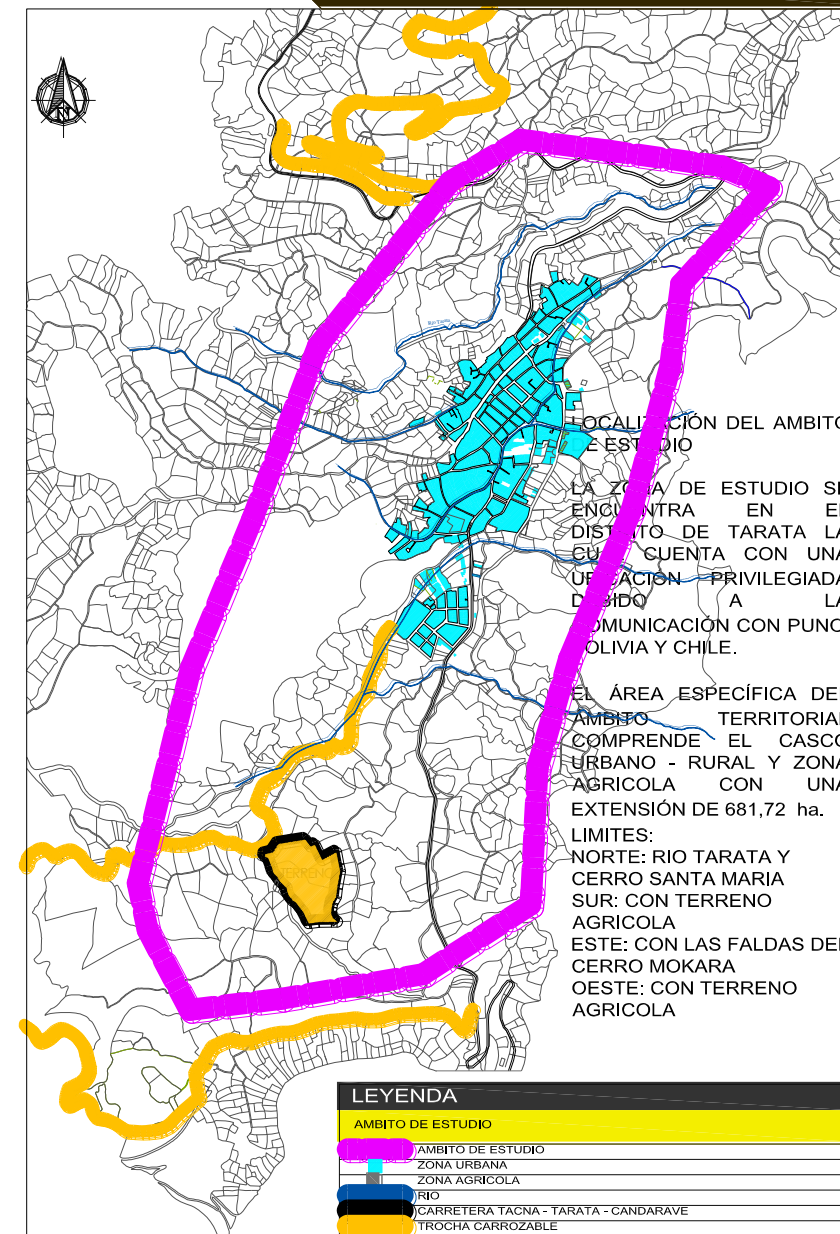 LOCALIZACIÓN DEL AMBITO
DE ESTUDIO
LA ZONA DE ESTUDIO SE
ENCUENTRA EN EL
DISTRITO DE TARATA LA
CUAL CUENTA CON UNA
UBICACIÓN PRIVILEGIADA
DEBIDO A LA
COMUNICACIÓN CON PUNO,
BOLIVIA Y CHILE.
EL ÁREA ESPECÍFICA DEL
AMBITO TERRITORIAL
COMPRENDE EL CASCO
URBANO - RURAL Y ZONA
AGRICOLA CON UNA
EXTENSIÓN DE 681,72 ha.
LIMITES:
NORTE: RIO TARATA Y
CERRO SANTA MARIA
SUR: CON TERRENO
AGRICOLA
ESTE: CON LAS FALDAS DEL
CERRO MOKARA
OESTE: CON TERRENO
AGRICOLA
TERRENO
LEYENDA
AMBITO DE ESTUDIO
AMBITO DE ESTUDIO
ZONA URBANA
ZONA AGRICOLA
RIO
CARRETERA TACNA - TARATA - CANDARAVE
TROCHA CARROZABLE